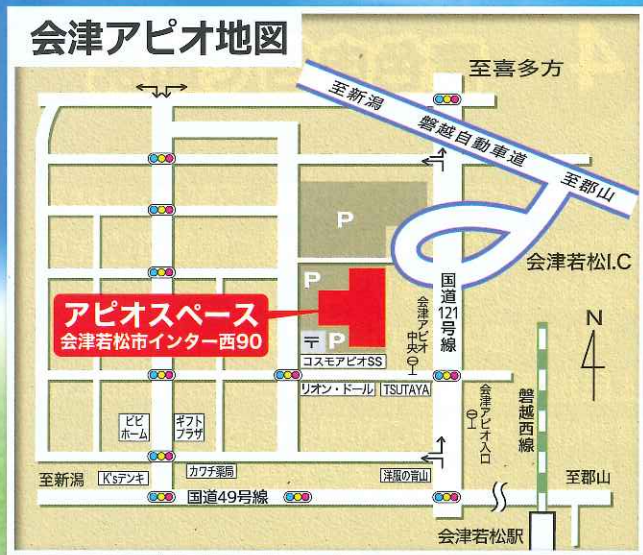 会津アピオ地図
至喜多方
至新潟
磐越自動車道
至郡山
会津若松I.C
P
P
P
〒
アピオスペース
会津若松市インター西90
国道121号線
会津アピオ
中央
コスモアピオSS
リオン・ドール
TSUTAYA
会津アピオ入口
磐越西線
N
ビビ
ホーム
ギフト
プラザ
至新潟
K'sデンキ
カワチ薬局
洋服の青山
至郡山
国道49号線
会津若松駅